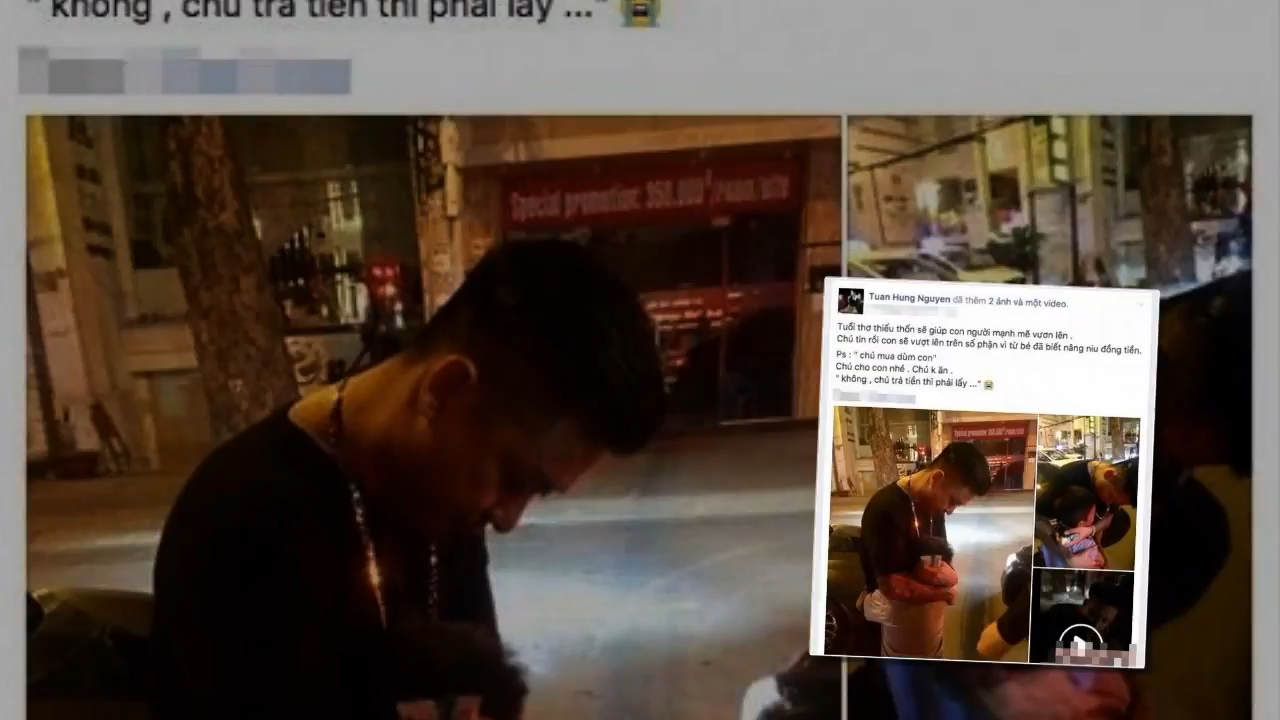 " không , chú trả tiền thì phải lấy ..." 😭
Special promotion: 350.000đ/room/nite
Tuan Hung Nguyen đã thêm 2 ảnh và một video.
Tuổi thơ thiếu thốn sẽ giúp con người mạnh mẽ vươn lên .
Chú tin rồi con sẽ vượt lên trên số phận vì từ bé đã biết nâng niu đồng tiền.
Ps : " chú mua dùm con"
Chú cho con nhé . Chú k ăn .
" không , chú trả tiền thì phải lấy ..." 😭
Special promotion: 350.000